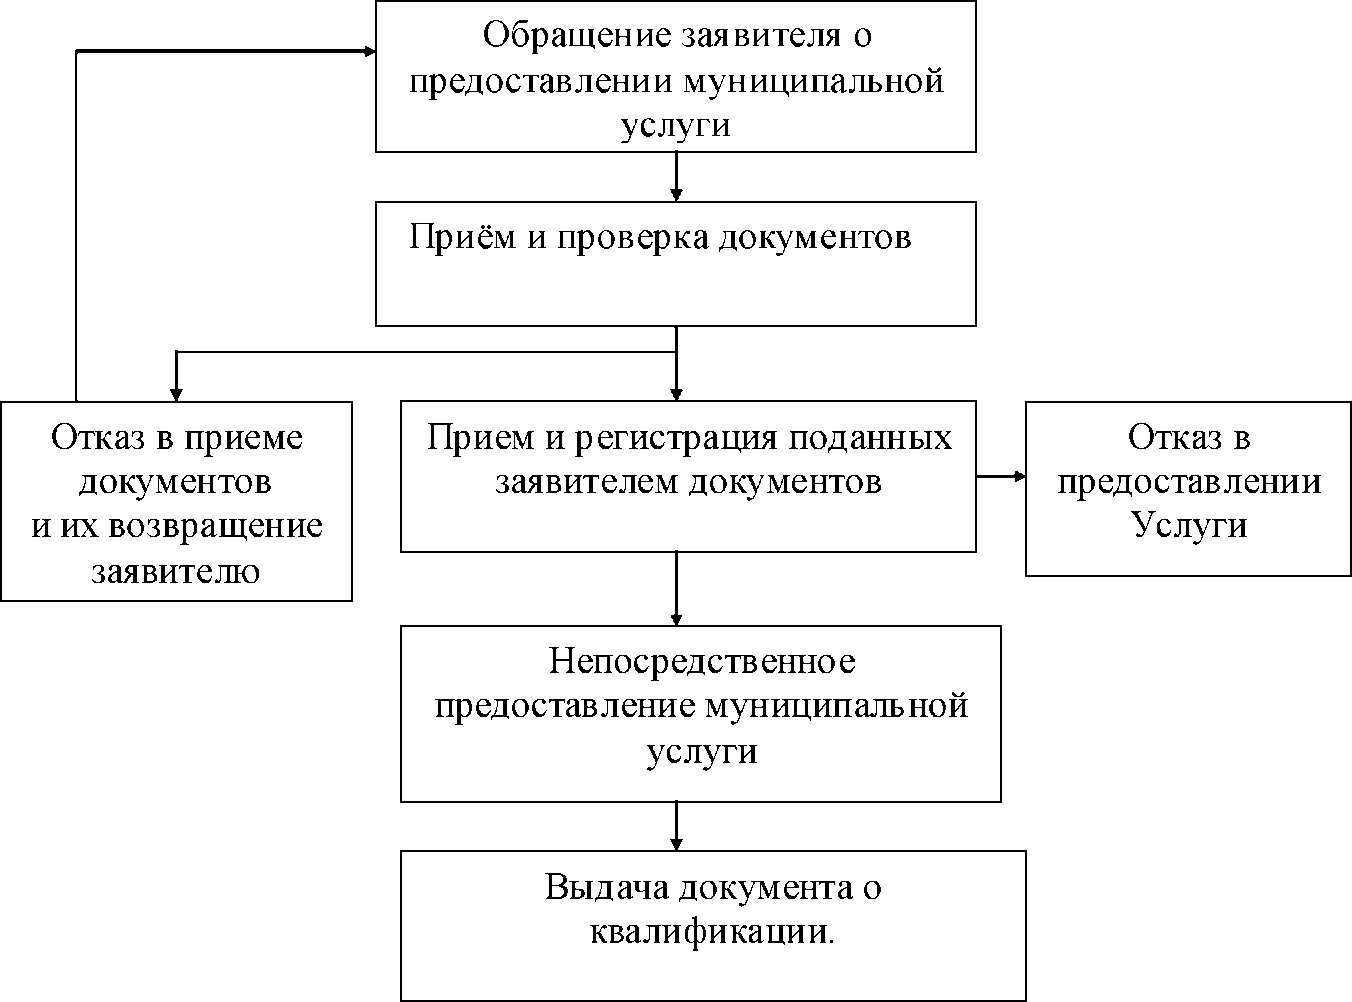 Обращение заявителя о
предоставлении муниципальной
услуги
Приём и проверка документов
Отказ в приеме
документов
и их возвращение
заявителю
Прием и регистрация поданных
заявителем документов
Отказ в
предоставлении
Услуги
Непосредственное
предоставление муниципальной
услуги
Выдача документа о
квалификации.